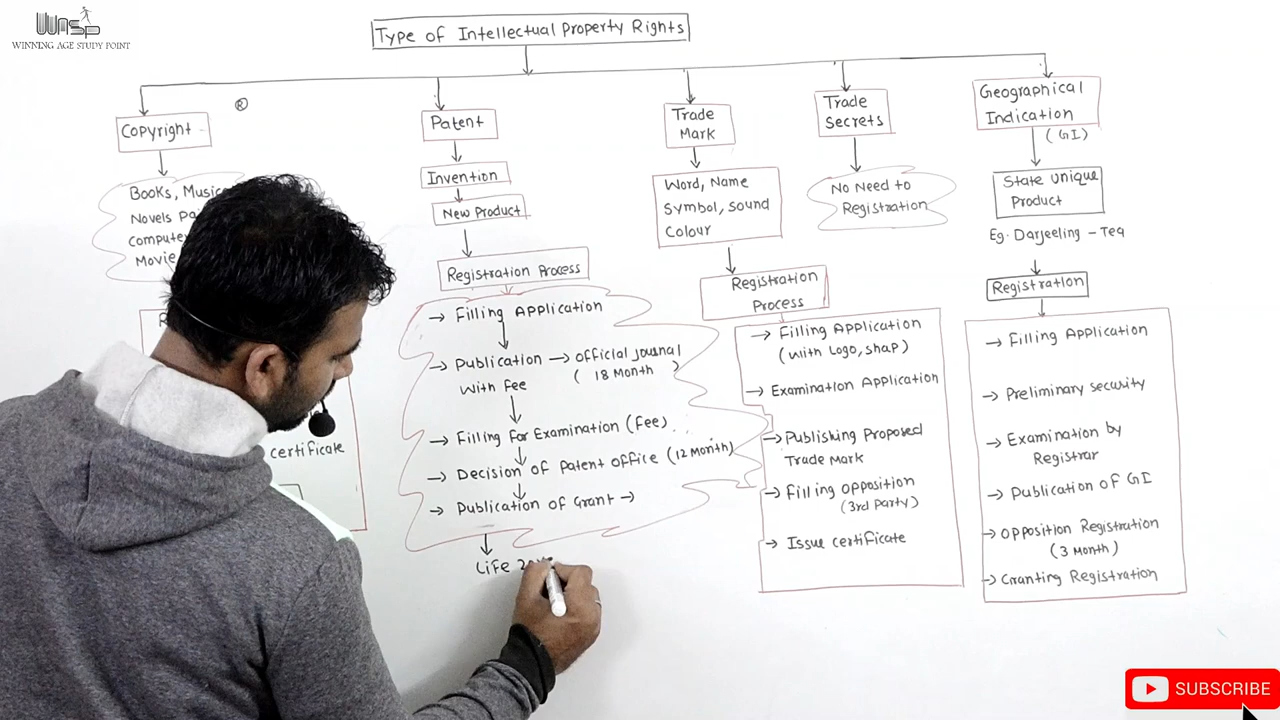 WINNING AGE STUDY POINT
Type of Intellectual Property Rights
®
Copyright
Books, Music
Novels
computer
Movie
certificate
Patent
Invention
New Product
Registration Process
→ Filling Application
→ Publication → official journal
With Fee ( 18 Month )
→ Filling For Examination (Fee)
→ Decision of Patent office (12 Month)
→ Publication of Grant →
Life
Trade
Mark
Word, Name
Symbol, Sound
Colour
Registration
Process
→ Filling Application
(With Logo, Shap)
→ Examination Application
→ Publishing Proposed
Trade Mark
→ Filling Opposition
(3rd Party)
→ Issue certificate
Trade
Secrets
No Need to
Registration
Geographical
Indication
(GI)
State Unique
Product
Eg. Darjeeling - Tea
Registration
→ Filling Application
→ Preliminary security
→ Examination by
Registrar
→ Publication of GI
→ Opposition Registration
(3 Month)
→ Granting Registration
SUBSCRIBE